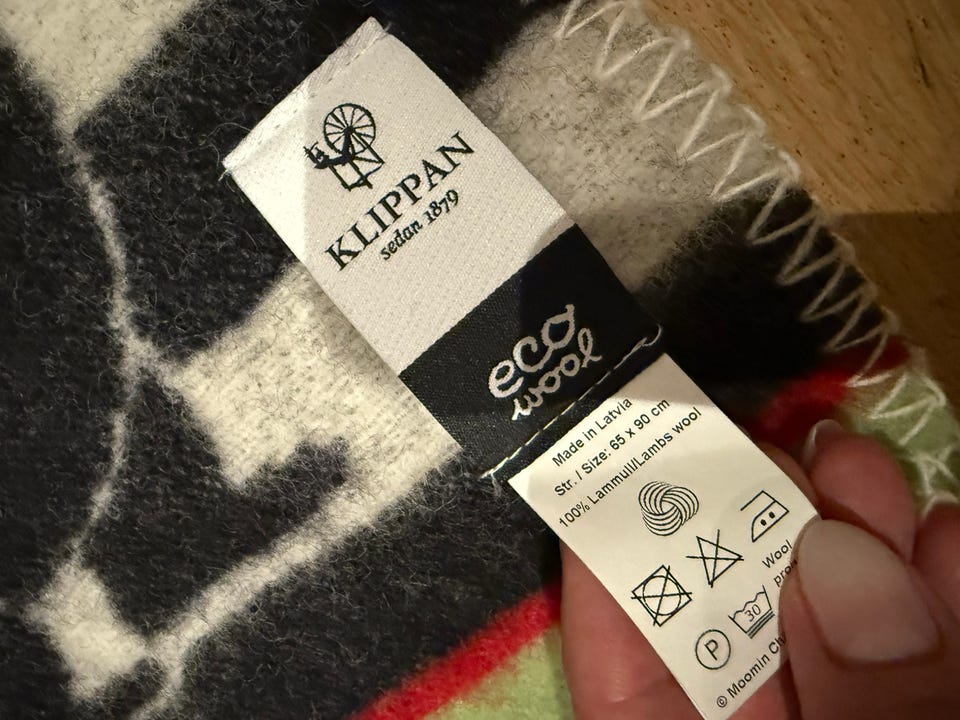 KLIPPAN
sedan 1879
eco
wool
Made in Latvia
Str. / Size: 65 x 90 cm
100% Lammull/Lambs wool
Wool
30
P
© Moomin